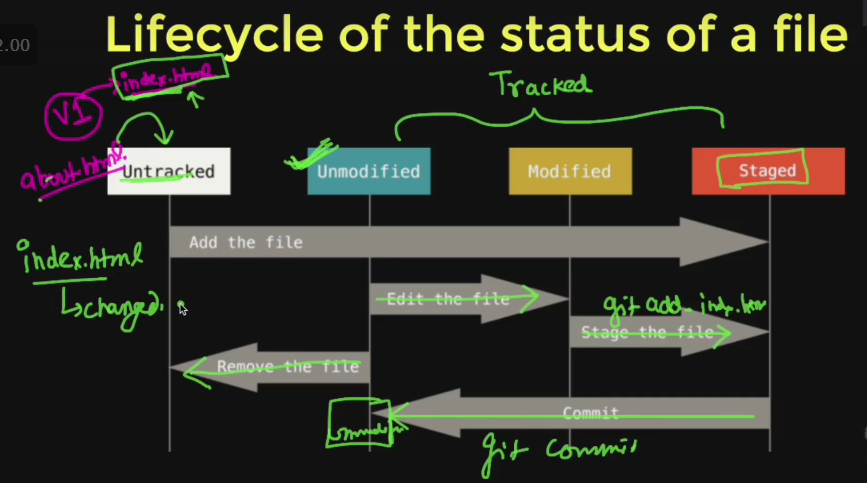 2.00
Lifecycle of the status of a file
index.html
V1
Tracked
about.html
Untracked
Unmodified
Modified
Staged
Add the file
index.html
changed.
Edit the file
git add
Stage the file
Remove the file
Commit
git commit